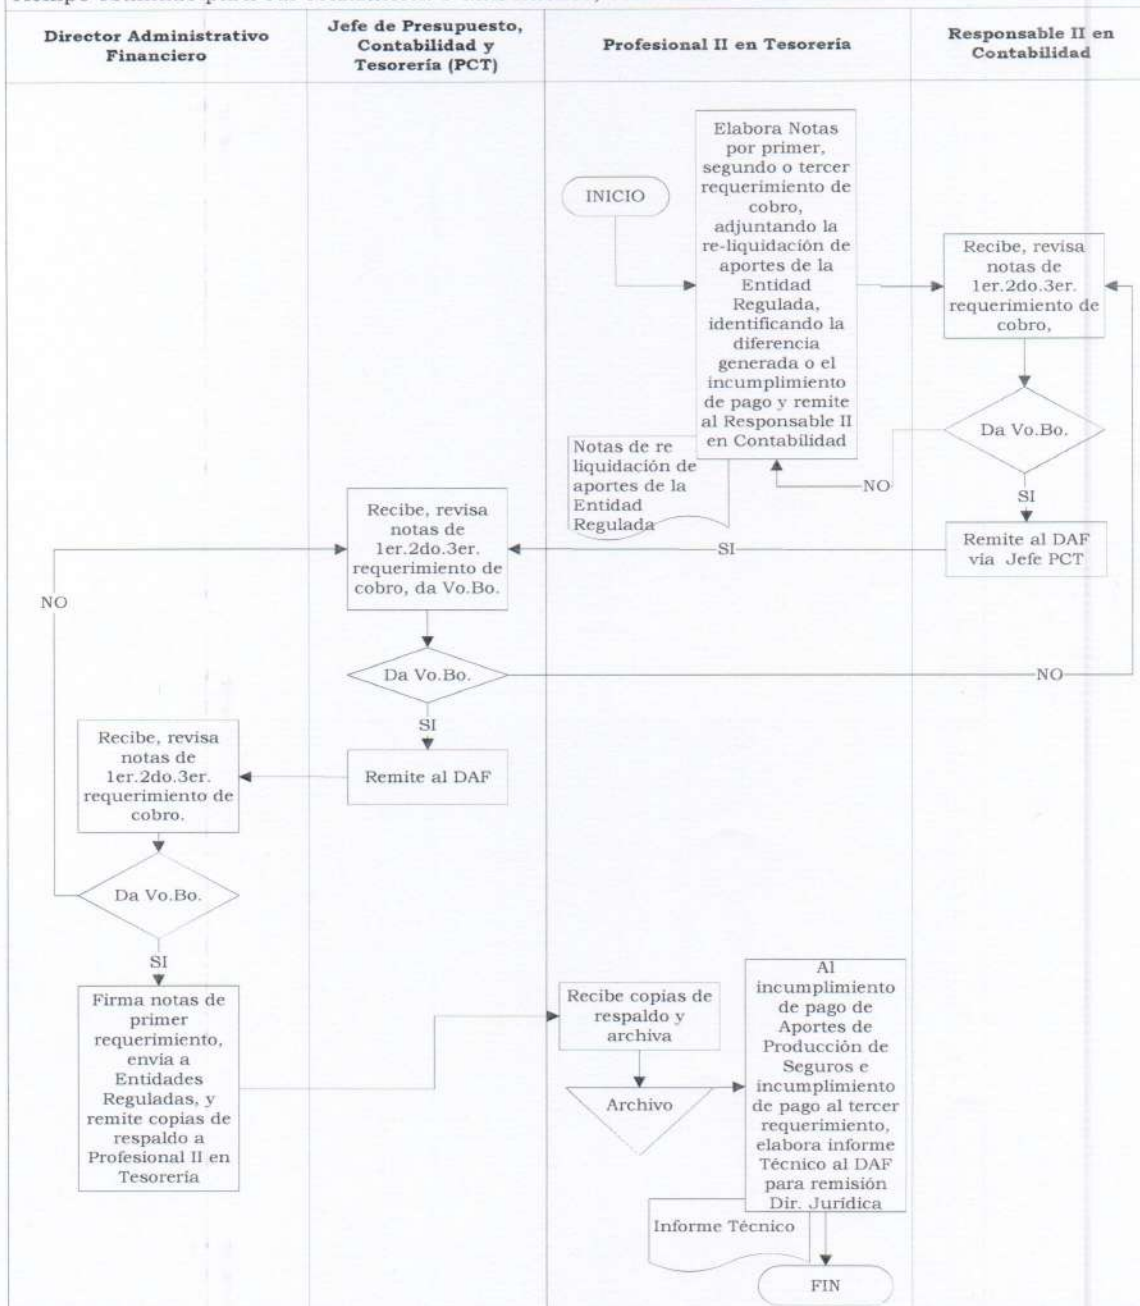 Director Administrativo
Financiero
Jefe de Presupuesto,
Contabilidad y
Tesorería (PCT)
Profesional II en Tesorería
Responsable II en
Contabilidad
INICIO
Elabora Notas
por primer,
segundo o tercer
requerimiento de
cobro,
adjuntando la
re-liquidación de
aportes de la
Entidad
Regulada,
identificando la
diferencia
generada o el
incumplimiento
de pago y remite
al Responsable II
en Contabilidad
Recibe, revisa
notas de
1er.2do.3er.
requerimiento de
cobro,
Da Vo.Bo.
NO
SI
Notas de re
liquidación de
aportes de la
Entidad
Regulada
Remite al DAF
vía Jefe PCT
SI
Recibe, revisa
notas de
1er.2do.3er.
requerimiento de
cobro, da Vo.Bo.
NO
Da Vo.Bo.
NO
SI
Remite al DAF
Recibe, revisa
notas de
1er.2do.3er.
requerimiento de
cobro.
Da Vo.Bo.
SI
Firma notas de
primer
requerimiento,
envia a
Entidades
Reguladas, y
remite copias de
respaldo a
Profesional II en
Tesorería
Recibe copias de
respaldo y
archiva
Archivo
Al
incumplimiento
de pago de
Aportes de
Producción de
Seguros e
incumplimiento
de pago al tercer
requerimiento,
elabora informe
Técnico al DAF
para remisión
Dir. Jurídica
Informe Técnico
FIN